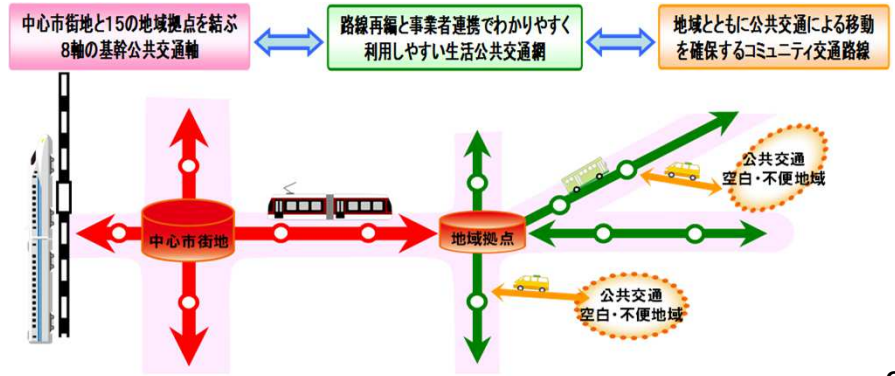 中心市街地と15の地域拠点を結ぶ
8軸の基幹公共交通軸
路線再編と事業者連携でわかりやすく
利用しやすい生活公共交通網
地域とともに公共交通による移動
を確保するコミュニティ交通路線
公共交通
空白・不便地域
中心市街地
地域拠点
公共交通
空白・不便地域